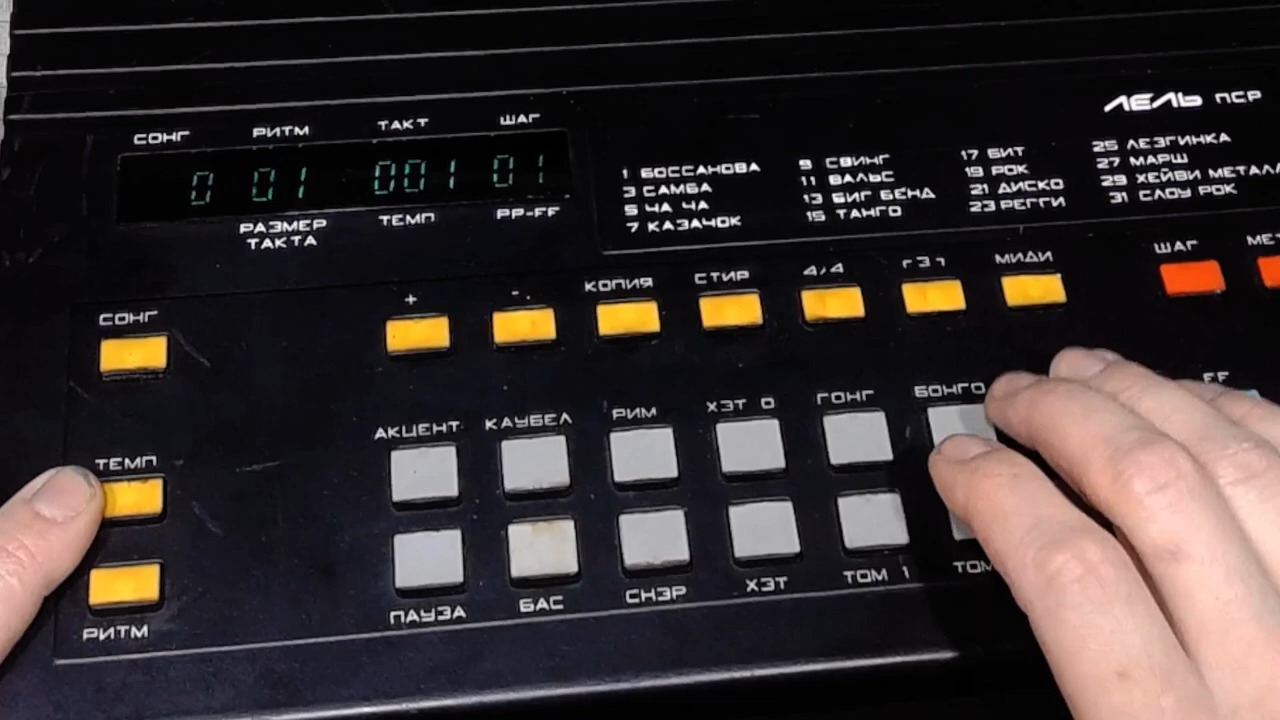 СОНГ РИТМ ТАКТ ШАГ
0 01 001 01
РАЗМЕР ТЕМП PP-FF
ТАКТА
ЛЕЛЬ ПСР
1 БОССАНОВА
3 САМБА
5 ЧА ЧА
7 КАЗАЧОК
9 СВИНГ
11 ВАЛЬС
13 БИГ БЕНД
15 ТАНГО
17 БИТ
19 РОК
21 ДИСКО
23 РЕГГИ
25 ЛЕЗГИНКА
27 МАРШ
29 ХЕЙВИ МЕТАЛ
31 СЛОУ РОК
+ - КОПИЯ СТИР 4/4 МИДИ ШАГ
СОНГ
АКЦЕНТ КАУБЕЛ РИМ ХЭТ О ГОНГ БОНГО FF
ТЕМП
ПАУЗА БАС СНЭР ХЭТ ТОМ 1 ТОМ
РИТМ